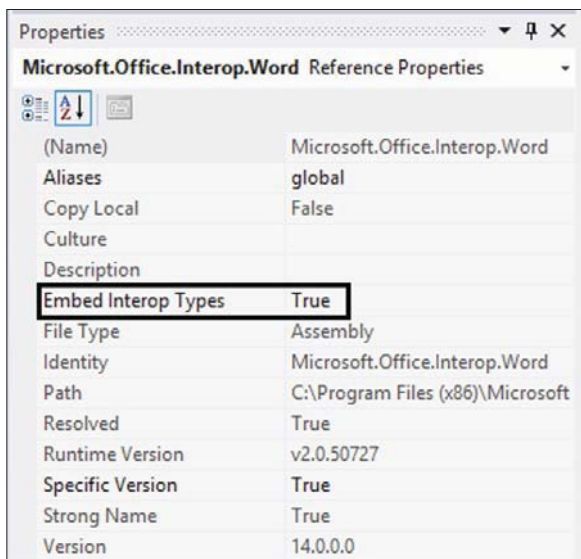 Properties
Microsoft.Office.Interop.Word Reference Properties
(Name) Microsoft.Office.Interop.Word
Aliases global
Copy Local False
Culture
Description
Embed Interop Types True
File Type Assembly
Identity Microsoft.Office.Interop.Word
Path C:\Program Files (x86)\Microsoft
Resolved True
Runtime Version v2.0.50727
Specific Version True
Strong Name True
Version 14.0.0.0